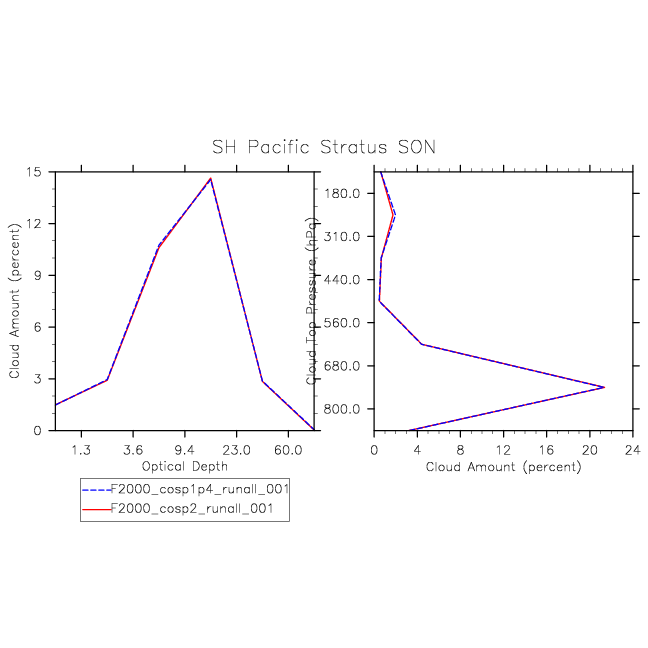 SH Pacific Stratus SON
15
12
9
6
3
0
Cloud Amount (percent)
1.3 3.6 9.4 23.0 60.0
Optical Depth
180.0
310.0
440.0
560.0
680.0
800.0
Cloud Top Pressure (hPa)
0 4 8 12 16 20 24
Cloud Amount (percent)
F2000_cosp1p4_runall_001
F2000_cosp2_runall_001